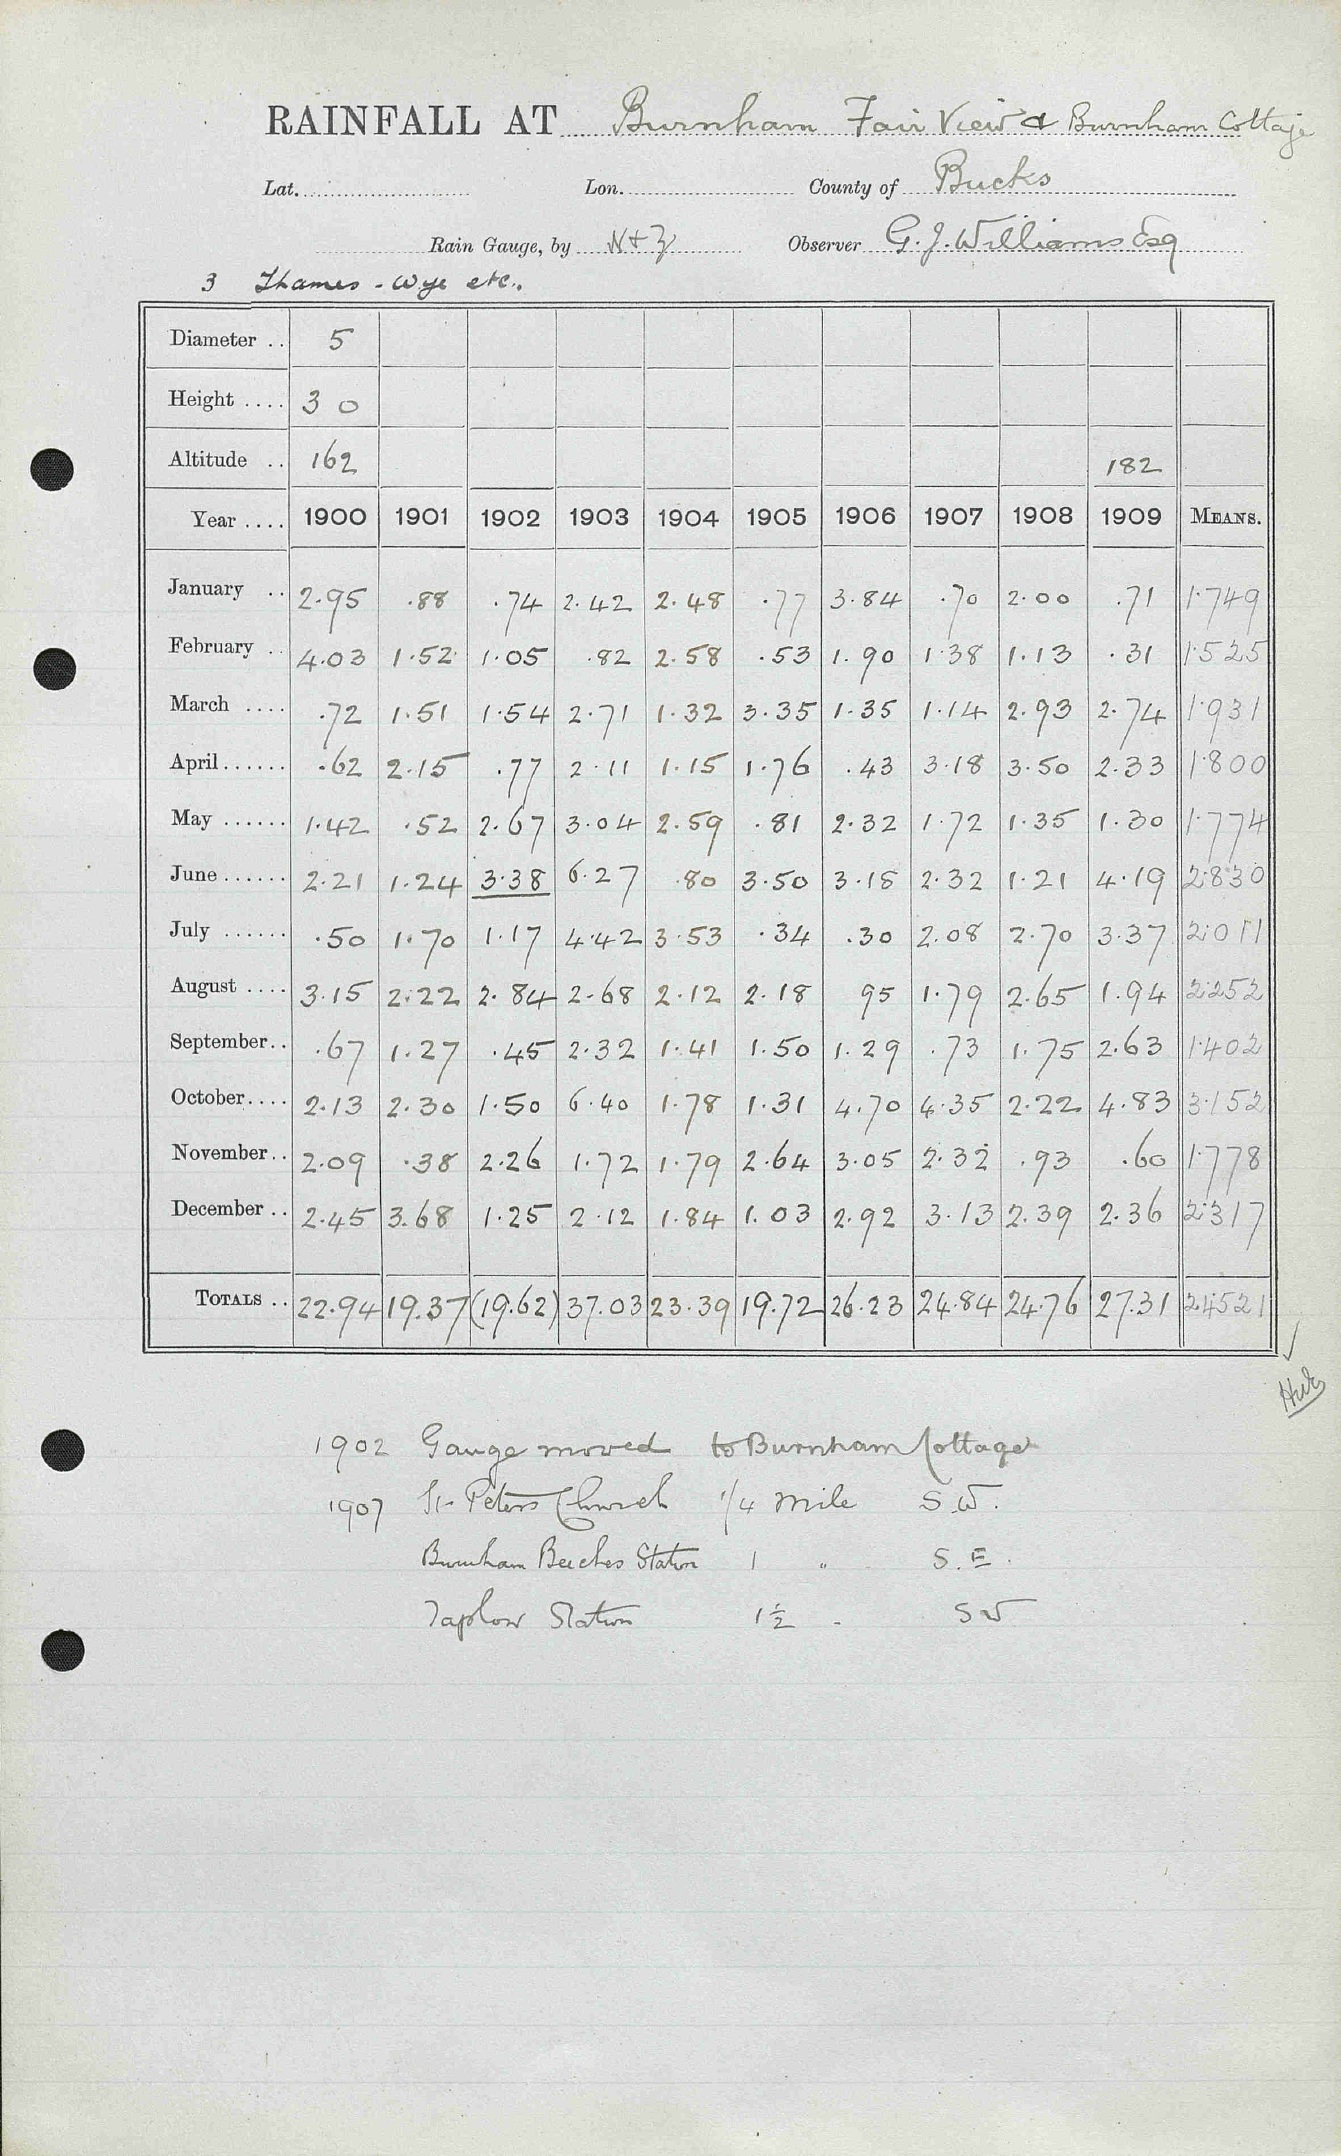 RAINFALL AT Burnham Fair View & Burnham Cottage
Lat. Lon. County of Bucks
Rain Gauge, by N+Z Observer G. J. Williams Esq
3 Thames - Wye etc.
Diameter .. 5
Height .... 3 0
Altitude .. 162 182
Year .... 1900 1901 1902 1903 1904 1905 1906 1907 1908 1909 MEANS.
January .. 2.95 .88 .74 2.42 2.48 .77 3.84 .70 2.00 .71 1.749
February .. 4.03 1.52 1.05 .82 2.58 .53 1.90 1.38 1.13 .31 1.525
March .... .72 1.51 1.54 2.71 1.32 3.35 1.35 1.14 2.93 2.74 1.931
April...... .62 2.15 .77 2.11 1.15 1.76 .43 3.18 3.50 2.33 1.800
May ...... 1.42 .52 2.67 3.04 2.59 .81 2.32 1.72 1.35 1.30 1.774
June...... 2.21 1.24 3.38 6.27 .80 3.50 3.18 2.32 1.21 4.19 2.830
July ...... .50 1.70 1.17 4.42 3.53 .34 .30 2.08 2.70 3.37 2.011
August .... 3.15 2.22 2.84 2.68 2.12 2.18 95 1.79 2.65 1.94 2.252
September.. .67 1.27 .45 2.32 1.41 1.50 1.29 .73 1.75 2.63 1.402
October.... 2.13 2.30 1.50 6.40 1.78 1.31 4.70 4.35 2.22 4.83 3.152
November.. 2.09 .38 2.26 1.72 1.79 2.64 3.05 2.32 .93 .60 1.778
December .. 2.45 3.68 1.25 2.12 1.84 1.03 2.92 3.13 2.39 2.36 2.317
TOTALS .. 22.94 19.37 (19.62) 37.03 23.39 19.72 26.23 24.84 24.76 27.31 24.521
1902 Gauge moved to Burnham Cottage
1907 St Peters Church 1/4 mile S.W.
Burnham Beeches Station 1 " S.E.
Taplow Station 1½ - SW